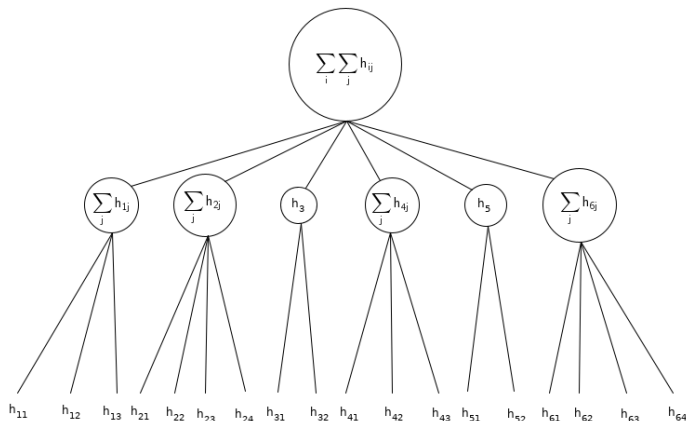 ∑ᵢ ∑ⱼ hᵢⱼ
∑ⱼ h₁ⱼ ∑ⱼ h₂ⱼ h₃ ∑ⱼ h₄ⱼ h₅ ∑ⱼ h₆ⱼ
h₁₁ h₁₂ h₁₃ h₂₁ h₂₂ h₂₃ h₂₄ h₃₁ h₃₂ h₄₁ h₄₂ h₄₃ h₅₁ h₅₂ h₆₁ h₆₂ h₆₃ h₆₄